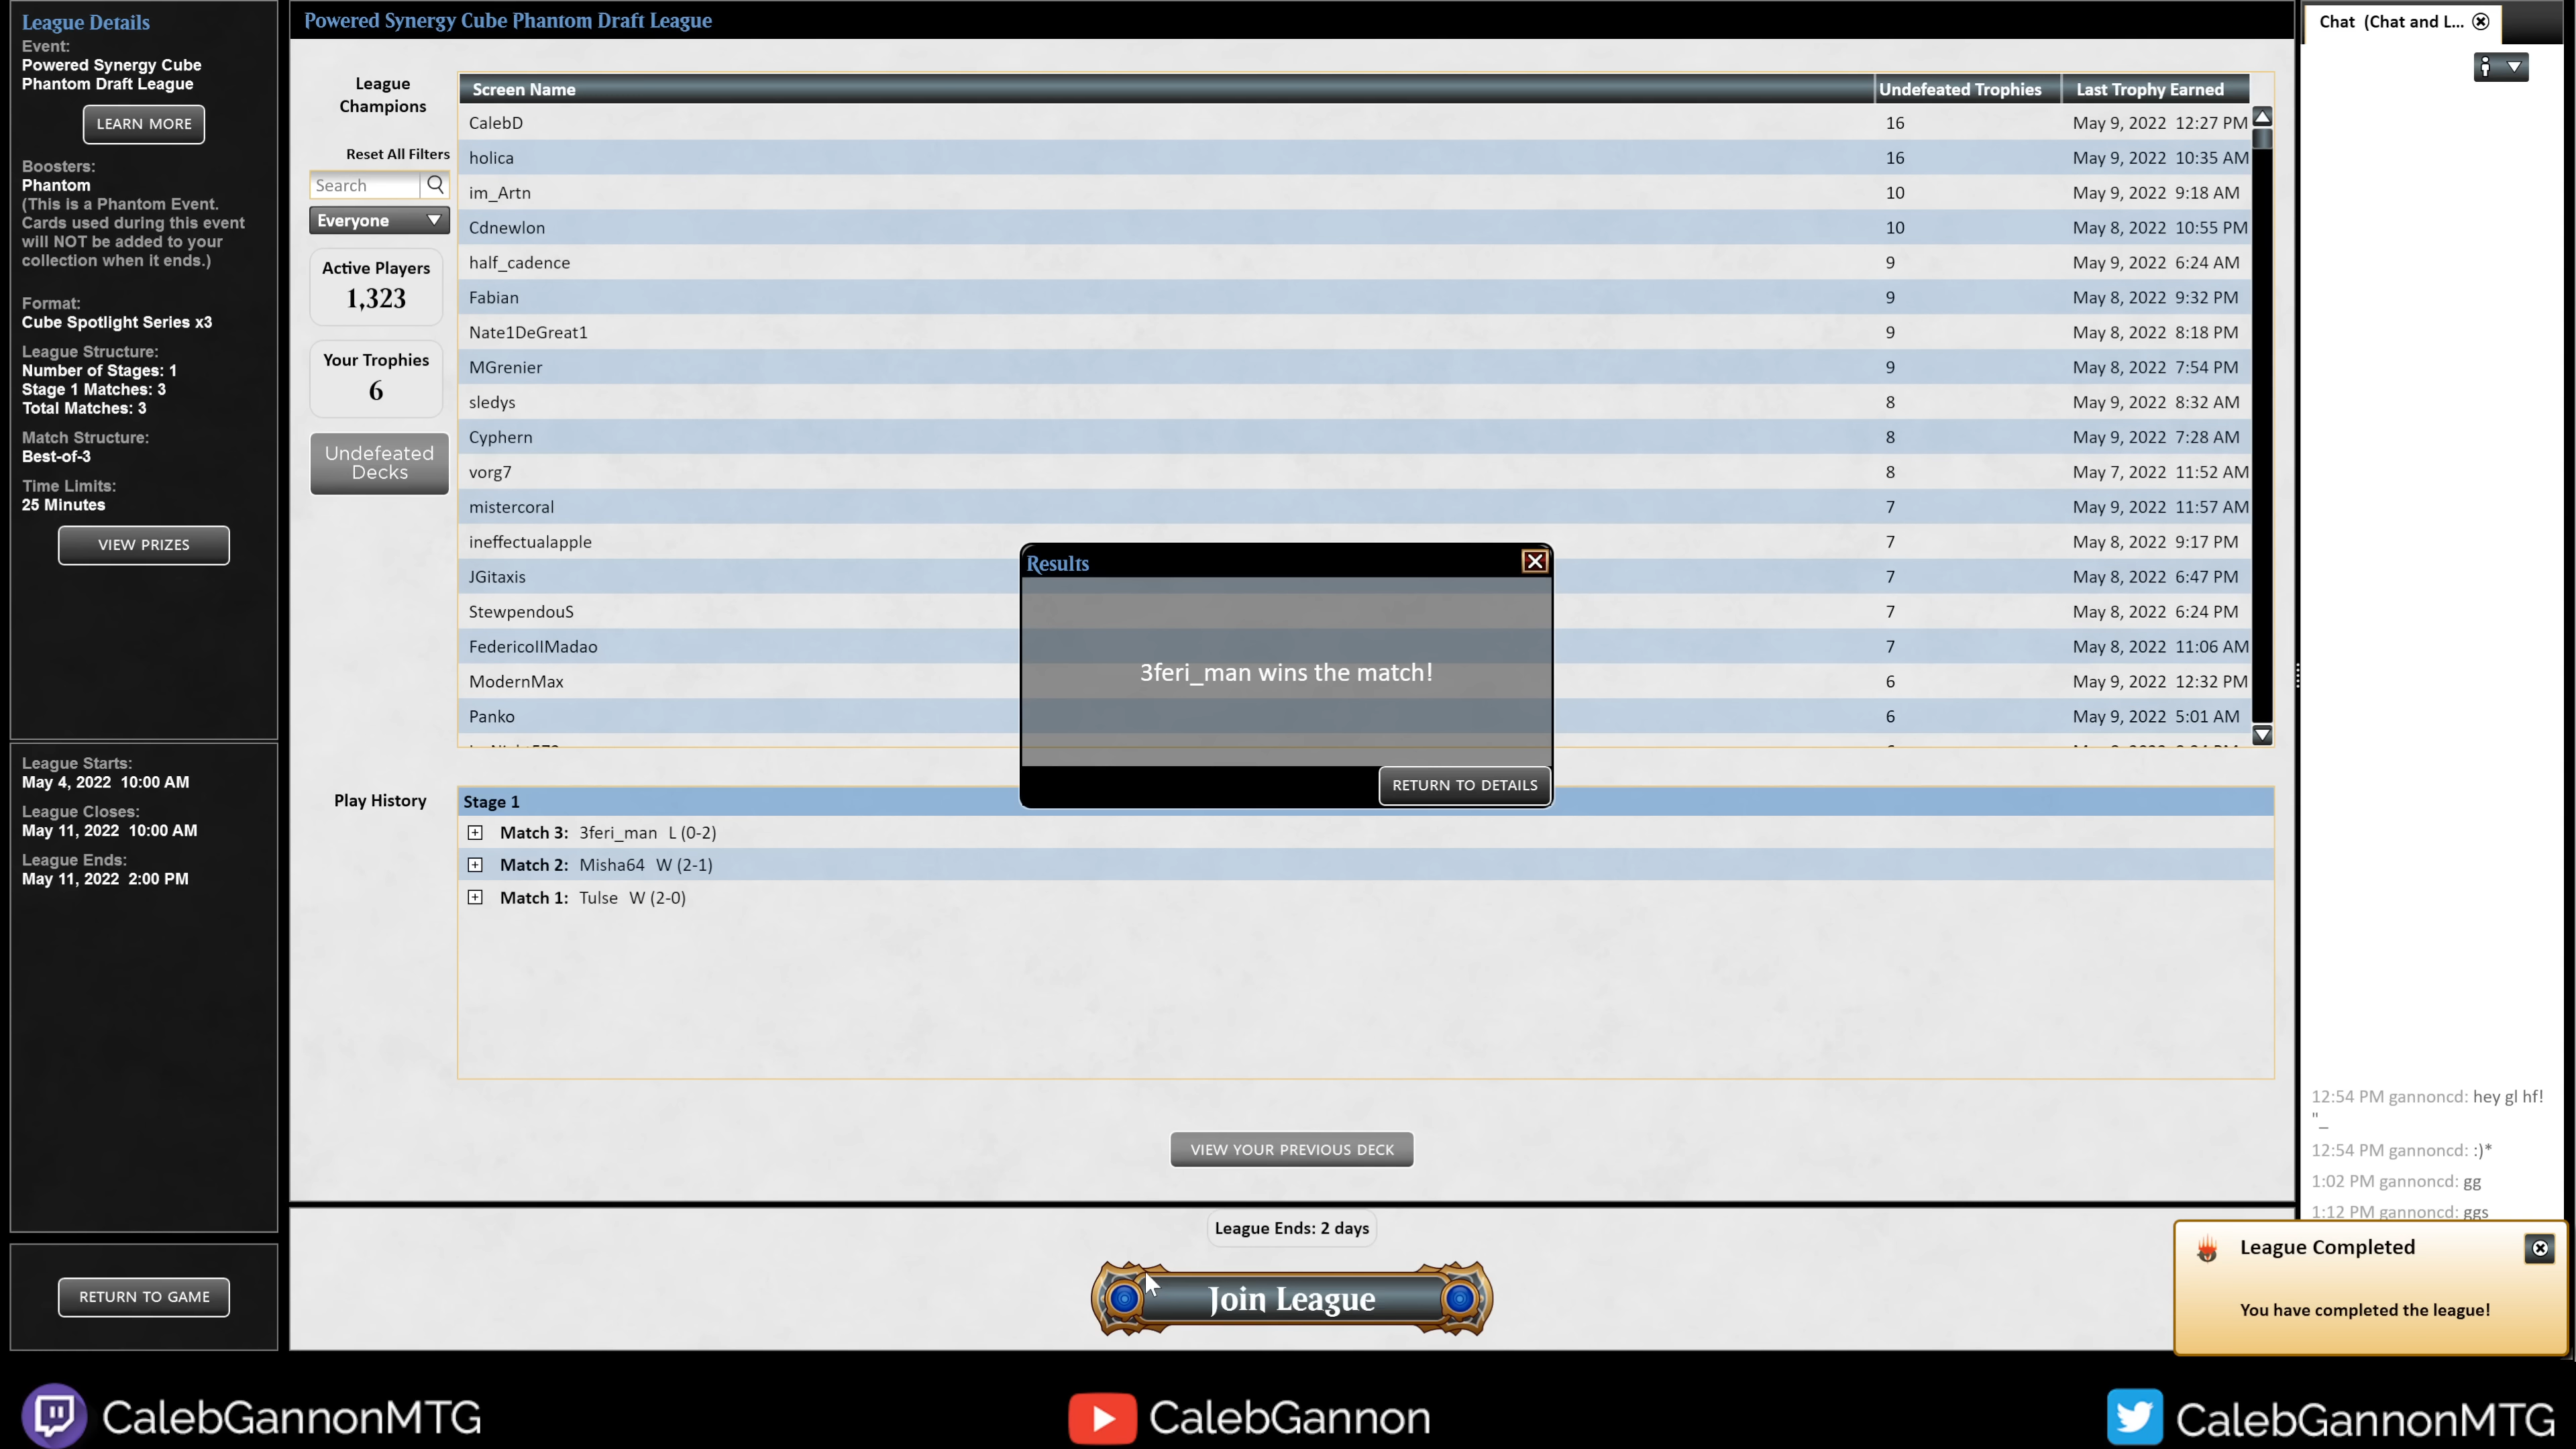 League Details
Event:
Powered Synergy Cube
Phantom Draft League
LEARN MORE
Boosters:
Phantom
(This is a Phantom Event.
Cards used during this event
will NOT be added to your
collection when it ends.)
Format:
Cube Spotlight Series x3
League Structure:
Number of Stages: 1
Stage 1 Matches: 3
Total Matches: 3
Match Structure:
Best-of-3
Time Limits:
25 Minutes
VIEW PRIZES
League Starts:
May 4, 2022 10:00 AM
League Closes:
May 11, 2022 10:00 AM
League Ends:
May 11, 2022 2:00 PM
RETURN TO GAME
Powered Synergy Cube Phantom Draft League
League
Champions
Reset All Filters
Search
Everyone
Active Players
1,323
Your Trophies
6
Undefeated
Decks
Screen Name Undefeated Trophies Last Trophy Earned
CalebD 16 May 9, 2022 12:27 PM
holica 16 May 9, 2022 10:35 AM
im_Artn 10 May 9, 2022 9:18 AM
Cdnewlon 10 May 8, 2022 10:55 PM
half_cadence 9 May 9, 2022 6:24 AM
Fabian 9 May 8, 2022 9:32 PM
Nate1DeGreat1 9 May 8, 2022 8:18 PM
MGrenier 9 May 8, 2022 7:54 PM
sledys 8 May 9, 2022 8:32 AM
Cyphern 8 May 9, 2022 7:28 AM
vorg7 8 May 7, 2022 11:52 AM
mistercoral 7 May 9, 2022 11:57 AM
ineffectualapple 7 May 8, 2022 9:17 PM
JGitaxis 7 May 8, 2022 6:47 PM
StewpendouS 7 May 8, 2022 6:24 PM
FedericoIIMadao 7 May 8, 2022 11:06 AM
ModernMax 6 May 9, 2022 12:32 PM
Panko 6 May 9, 2022 5:01 AM
Results
3feri_man wins the match!
RETURN TO DETAILS
Play History
Stage 1
Match 3: 3feri_man L (0-2)
Match 2: Misha64 W (2-1)
Match 1: Tulse W (2-0)
VIEW YOUR PREVIOUS DECK
League Ends: 2 days
Join League
Chat (Chat and L...
12:54 PM gannoncd: hey gl hf!
"_
12:54 PM gannoncd: :)*
1:02 PM gannoncd: gg
1:12 PM gannoncd: ggs
League Completed
You have completed the league!
CalebGannonMTG
CalebGannon
CalebGannonMTG